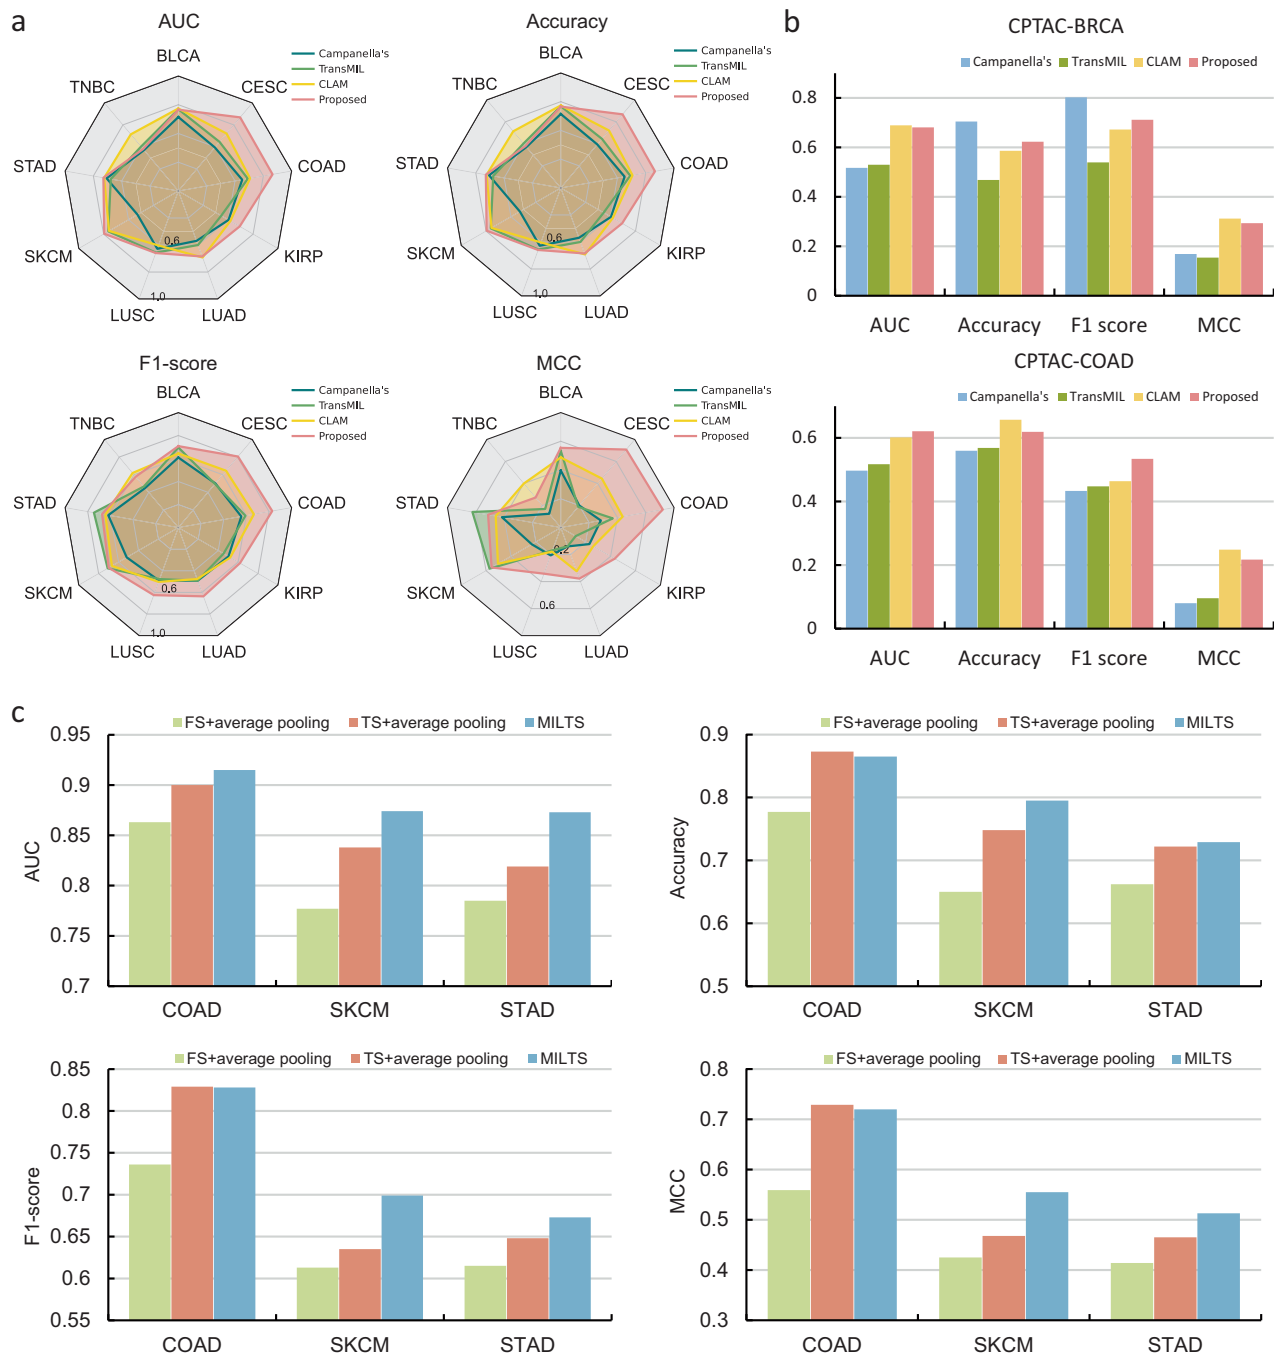 a
AUC
BLCA
CESC
COAD
KIRP
LUAD
LUSC
SKCM
STAD
TNBC
0.6
1.0
Campanella's
TransMIL
CLAM
Proposed
Accuracy
BLCA
CESC
COAD
KIRP
LUAD
LUSC
SKCM
STAD
TNBC
0.6
1.0
Campanella's
TransMIL
CLAM
Proposed
F1-score
BLCA
CESC
COAD
KIRP
LUAD
LUSC
SKCM
STAD
TNBC
0.6
1.0
Campanella's
TransMIL
CLAM
Proposed
MCC
BLCA
CESC
COAD
KIRP
LUAD
LUSC
SKCM
STAD
TNBC
0.2
0.6
Campanella's
TransMIL
CLAM
Proposed
b
CPTAC-BRCA
Campanella's TransMIL CLAM Proposed
0.8
0.6
0.4
0.2
0
AUC Accuracy F1 score MCC
CPTAC-COAD
Campanella's TransMIL CLAM Proposed
0.6
0.4
0.2
0
AUC Accuracy F1 score MCC
c
FS+average pooling TS+average pooling MILTS
AUC
0.95
0.9
0.85
0.8
0.75
0.7
COAD SKCM STAD
FS+average pooling TS+average pooling MILTS
Accuracy
0.9
0.8
0.7
0.6
0.5
COAD SKCM STAD
FS+average pooling TS+average pooling MILTS
F1-score
0.85
0.8
0.75
0.7
0.65
0.6
0.55
COAD SKCM STAD
FS+average pooling TS+average pooling MILTS
MCC
0.8
0.7
0.6
0.5
0.4
0.3
COAD SKCM STAD